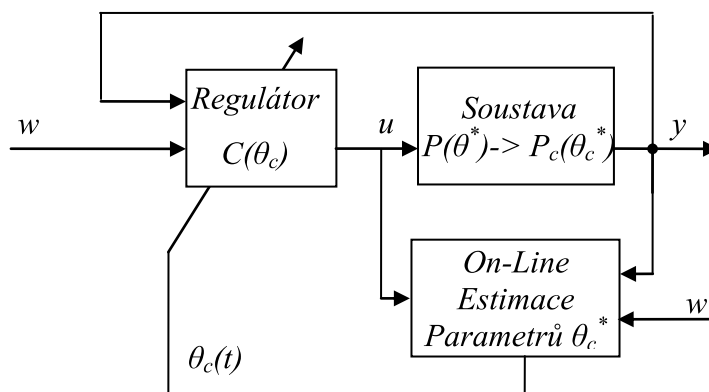 Regulátor
C(θc)
w
u
Soustava
P(θ*)-> Pc(θc*)
y
On-Line
Estimace
Parametrů θc*
w
θc(t)